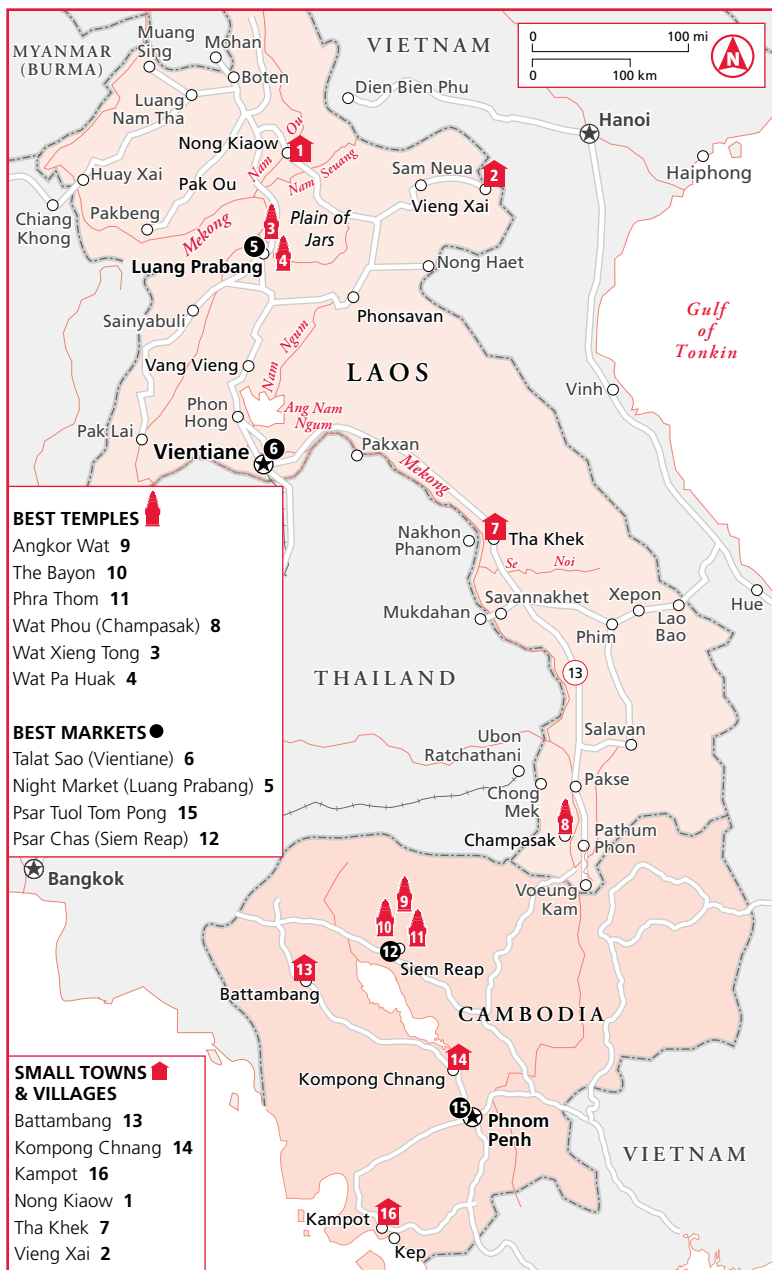 MYANMAR
(BURMA)
Muang
Sing
Mohan
Boten
VIETNAM
0 100 mi
0 100 km
N
Luang
Nam Tha
Dien Bien Phu
Hanoi
Haiphong
Nong Kiaow
1
Nam Ou
Nam Seuang
Huay Xai
Pak Ou
Sam Neua
2
Vieng Xai
Chiang
Khong
Pakbeng
Mekong
3
Plain of
Jars
5
4
Luang Prabang
Nong Haet
Sainyabuli
Phonsavan
Gulf
of
Tonkin
Vang Vieng
Nam Ngum
LAOS
Vinh
Phon
Hong
Ang Nam
Ngum
Pak Lai
Vientiane
6
Pakxan
Mekong
7
Tha Khek
Nakhon
Phanom
Se Noi
Mukdahan
Savannakhet
Xepon
Phim
Lao
Bao
Hue
THAILAND
13
Ubon
Ratchathani
Salavan
Chong
Mek
Pakse
8
Champasak
Pathum
Phon
Voeung
Kam
BEST TEMPLES
Angkor Wat 9
The Bayon 10
Phra Thom 11
Wat Phou (Champasak) 8
Wat Xieng Tong 3
Wat Pa Huak 4
BEST MARKETS
Talat Sao (Vientiane) 6
Night Market (Luang Prabang) 5
Psar Tuol Tom Pong 15
Psar Chas (Siem Reap) 12
Bangkok
9
10
11
12
Siem Reap
13
Battambang
CAMBODIA
14
Kompong Chnang
15
Phnom
Penh
VIETNAM
16
Kampot
Kep
SMALL TOWNS
& VILLAGES
Battambang 13
Kompong Chnang 14
Kampot 16
Nong Kiaow 1
Tha Khek 7
Vieng Xai 2